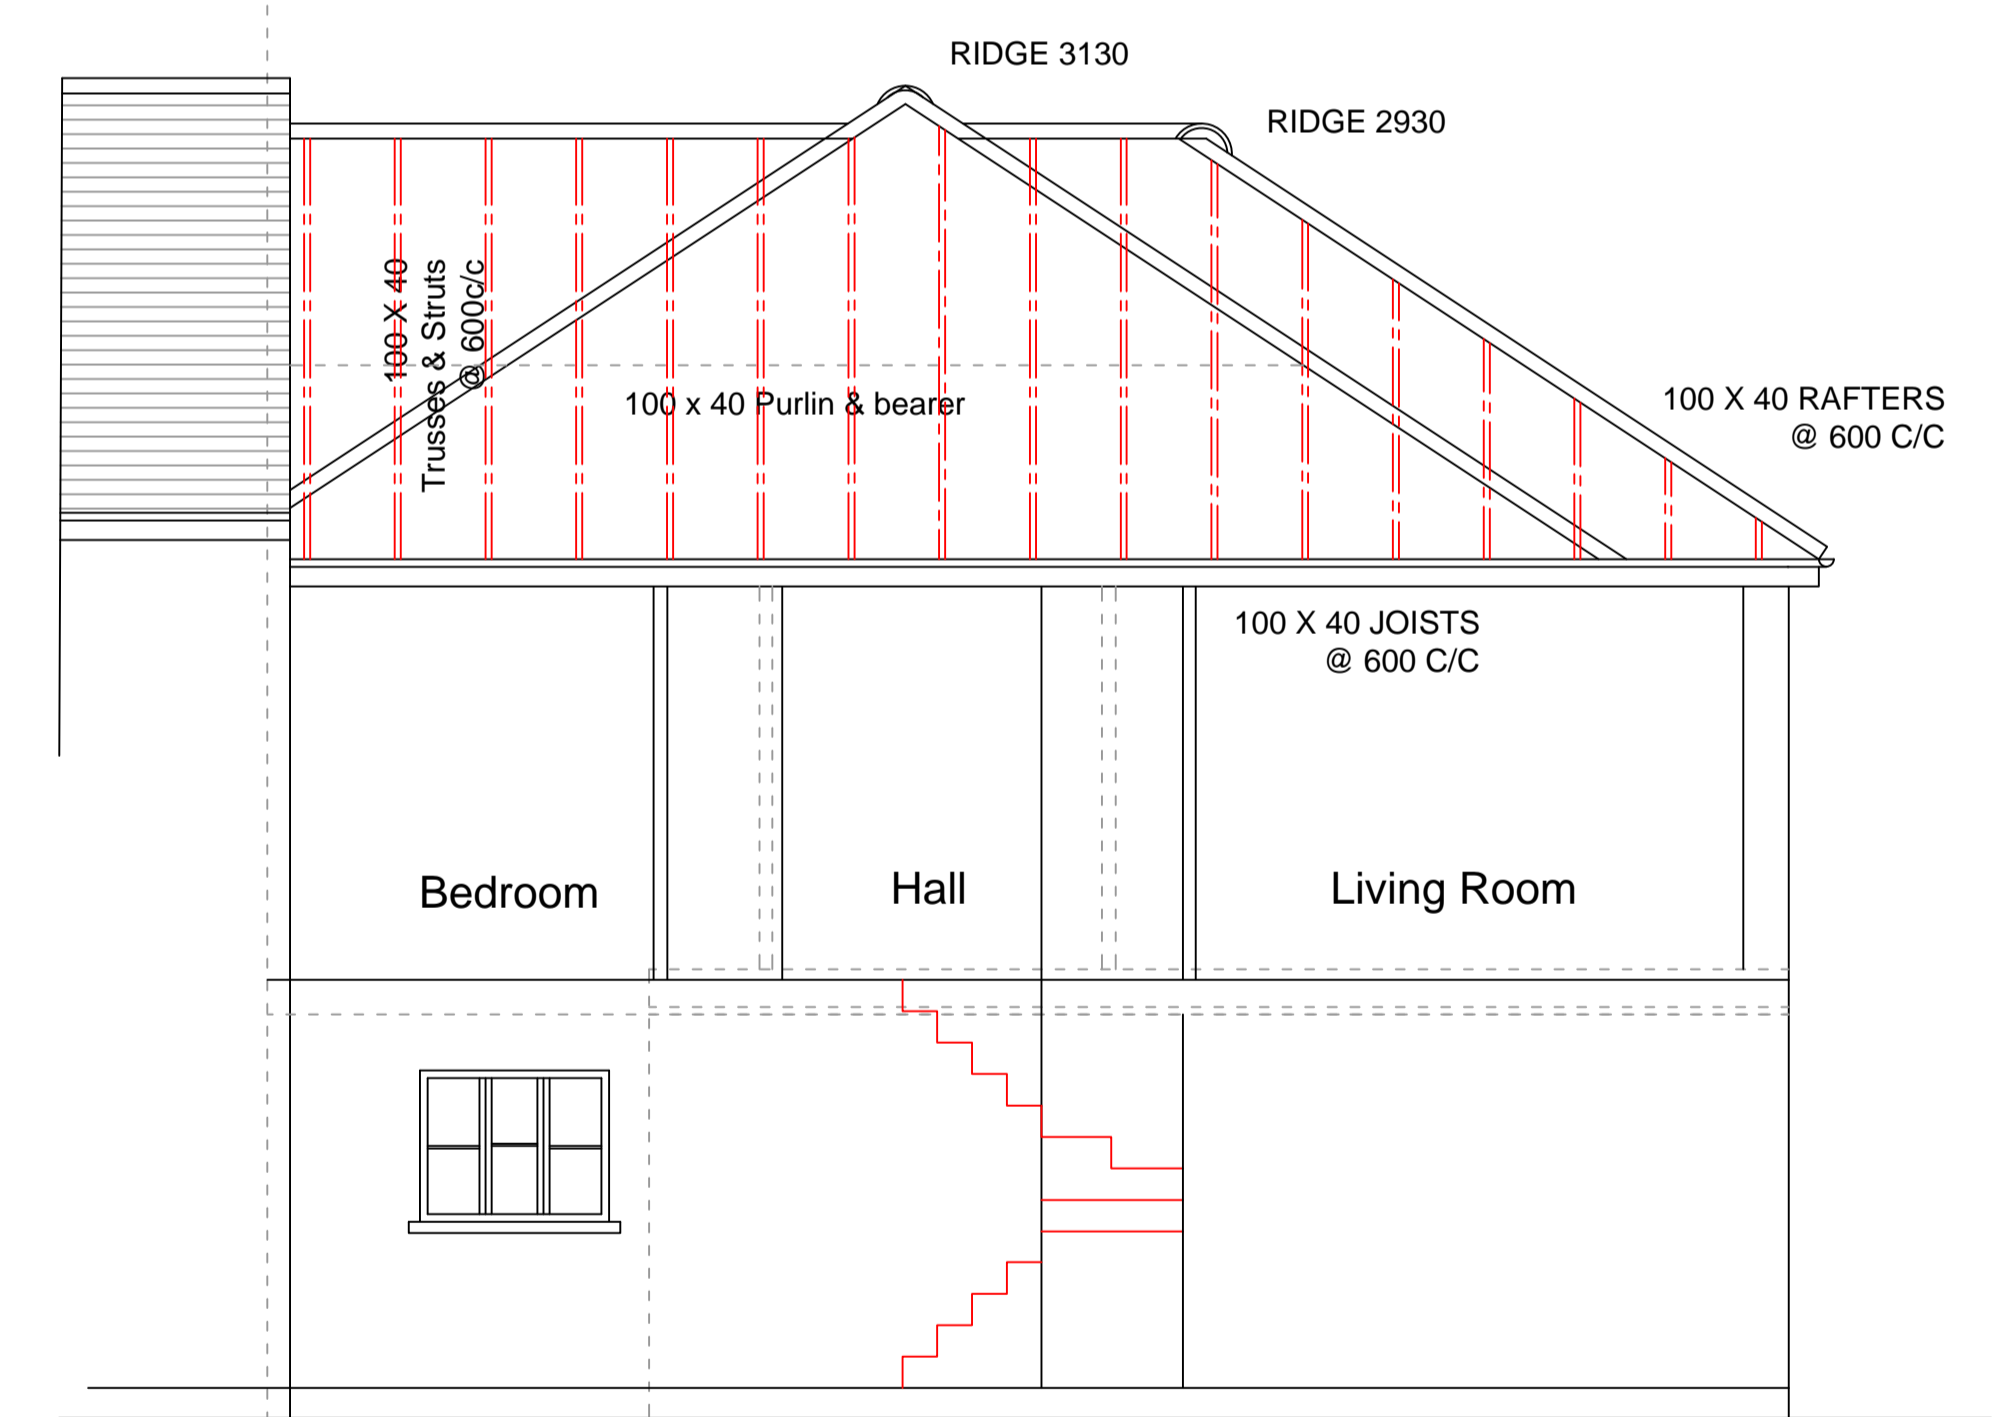 RIDGE 3130
RIDGE 2930
100 X 40
Trusses & Struts
@ 600c/c
100 x 40 Purlin & bearer
100 X 40 RAFTERS
@ 600 C/C
100 X 40 JOISTS
@ 600 C/C
Bedroom
Hall
Living Room